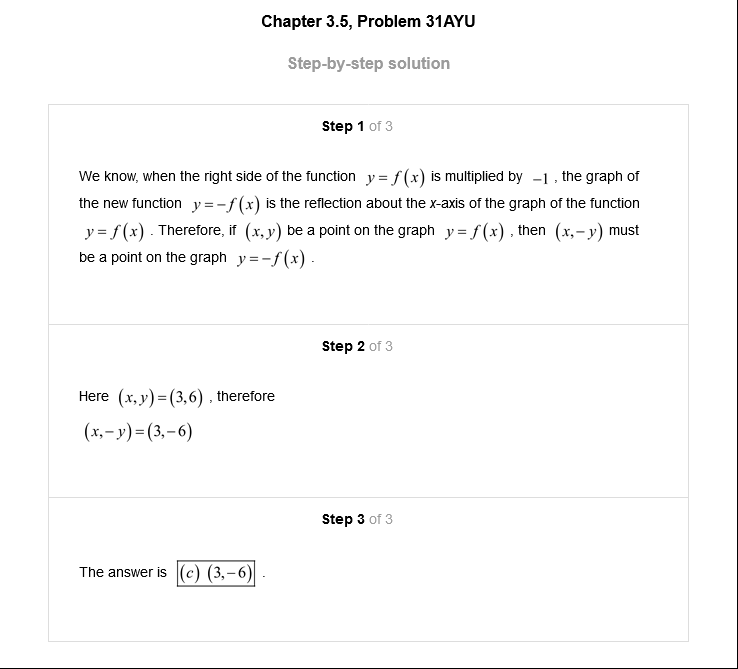 Chapter 3.5, Problem 31AYU
Step-by-step solution
Step 1 of 3
We know, when the right side of the function y = f(x) is multiplied by −1 , the graph of
the new function y = −f(x) is the reflection about the x-axis of the graph of the function
y = f(x) . Therefore, if (x, y) be a point on the graph y = f(x) , then (x,− y) must
be a point on the graph y = −f(x) .
Step 2 of 3
Here (x, y) = (3,6) , therefore
(x,− y) = (3,−6)
Step 3 of 3
The answer is (c) (3,−6) .